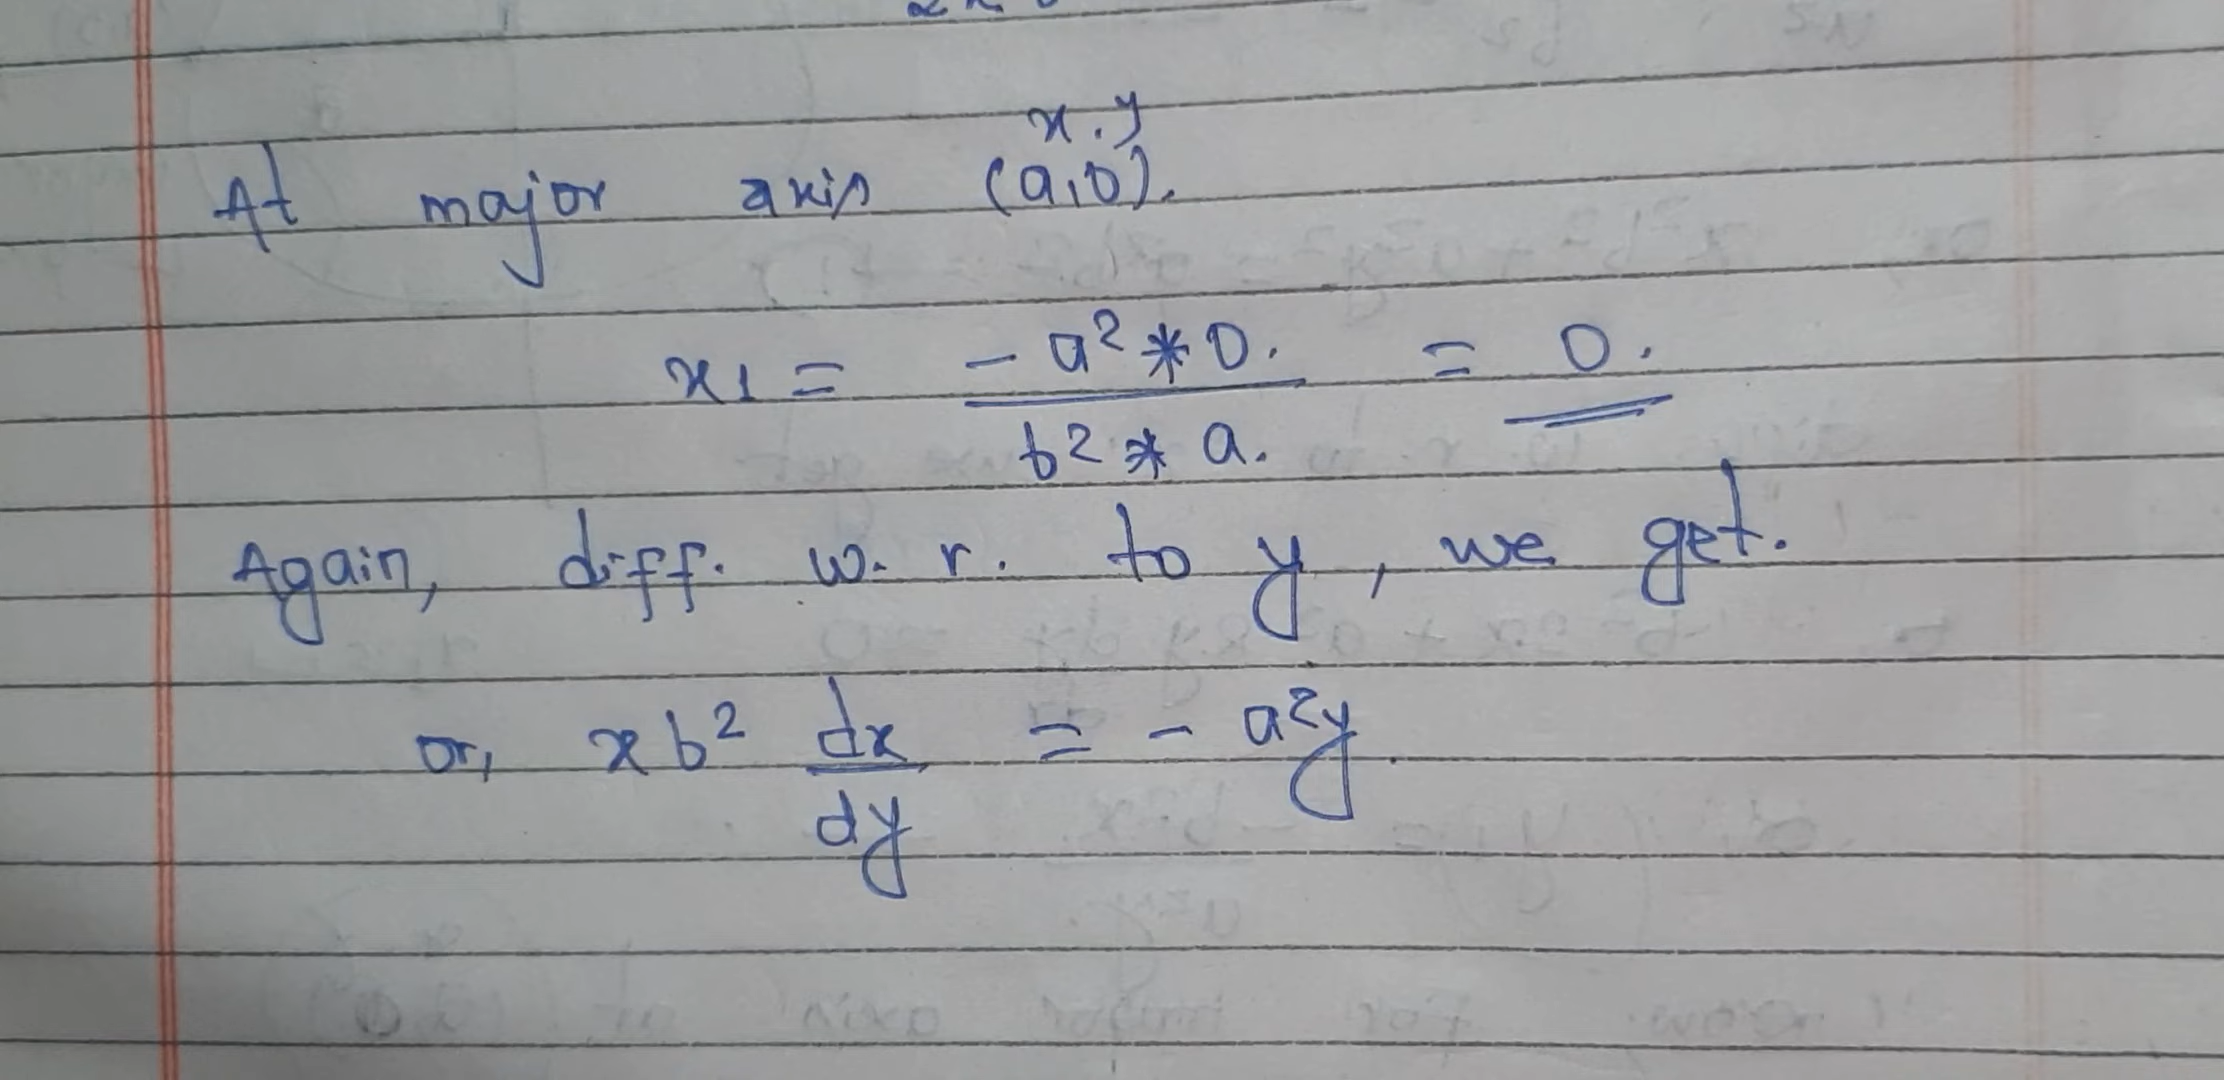 x, y
At major axis (a,0).
x1 = - a² * 0. / b² * a. = 0.
Again, diff. w. r. to y, we get.
or, x b² dx/dy = - a²y.